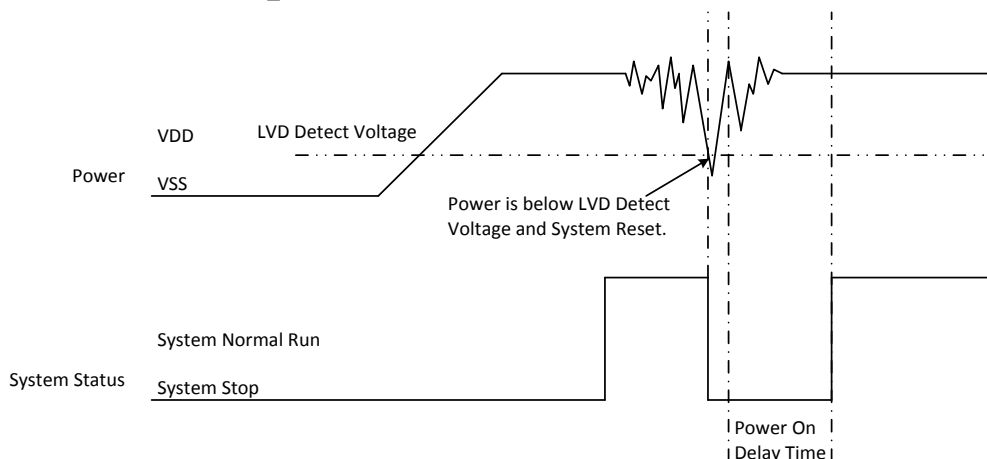 VDD
LVD Detect Voltage
Power
VSS
Power is below LVD Detect
Voltage and System Reset.
System Normal Run
System Status
System Stop
Power On
Delay Time